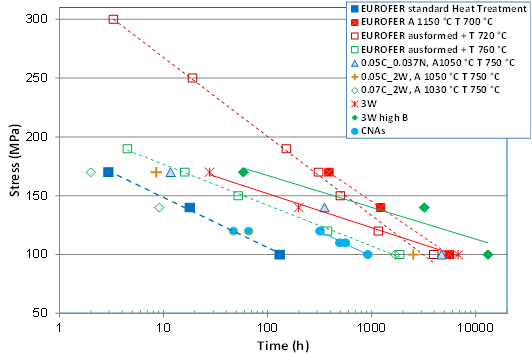 EUROFER standard Heat Treatment
EUROFER A 1150 °C T 700 °C
EUROFER ausformed + T 720 °C
EUROFER ausformed + T 760 °C
0.05C_0.037N, A1050 °C T 750 °C
0.05C_2W, A 1050 °C T 750 °C
0.07C_2W, A 1030 °C T 750 °C
3W
3W high B
CNAs
300
250
200
150
100
50
Stress (MPa)
1
10
100
1000
10000
Time (h)